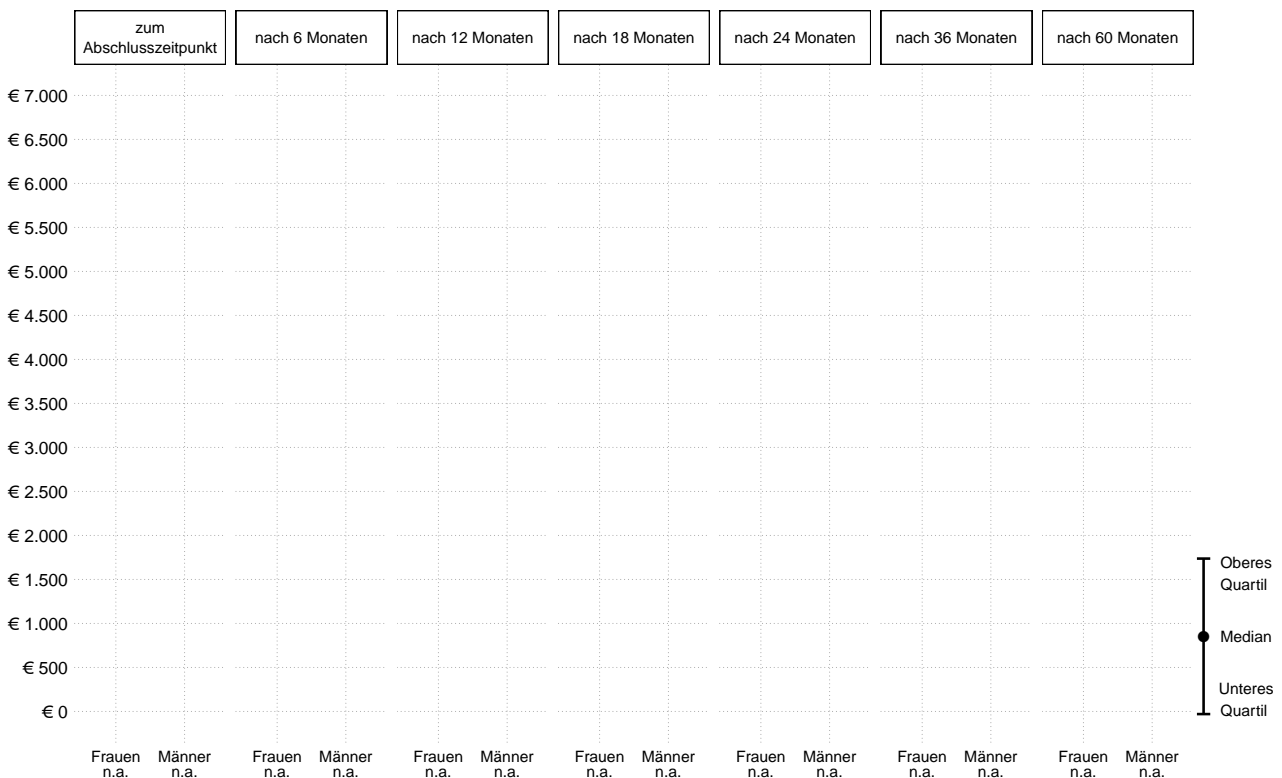 zum
Abschlusszeitpunkt
nach 6 Monaten
nach 12 Monaten
nach 18 Monaten
nach 24 Monaten
nach 36 Monaten
nach 60 Monaten
€ 7.000
€ 6.500
€ 6.000
€ 5.500
€ 5.000
€ 4.500
€ 4.000
€ 3.500
€ 3.000
€ 2.500
€ 2.000
€ 1.500
€ 1.000
€ 500
€ 0
Oberes
Quartil
Median
Unteres
Quartil
Frauen Männer Frauen Männer Frauen Männer Frauen Männer Frauen Männer Frauen Männer Frauen Männer
n.a. n.a. n.a. n.a. n.a. n.a. n.a. n.a. n.a. n.a. n.a. n.a. n.a. n.a.